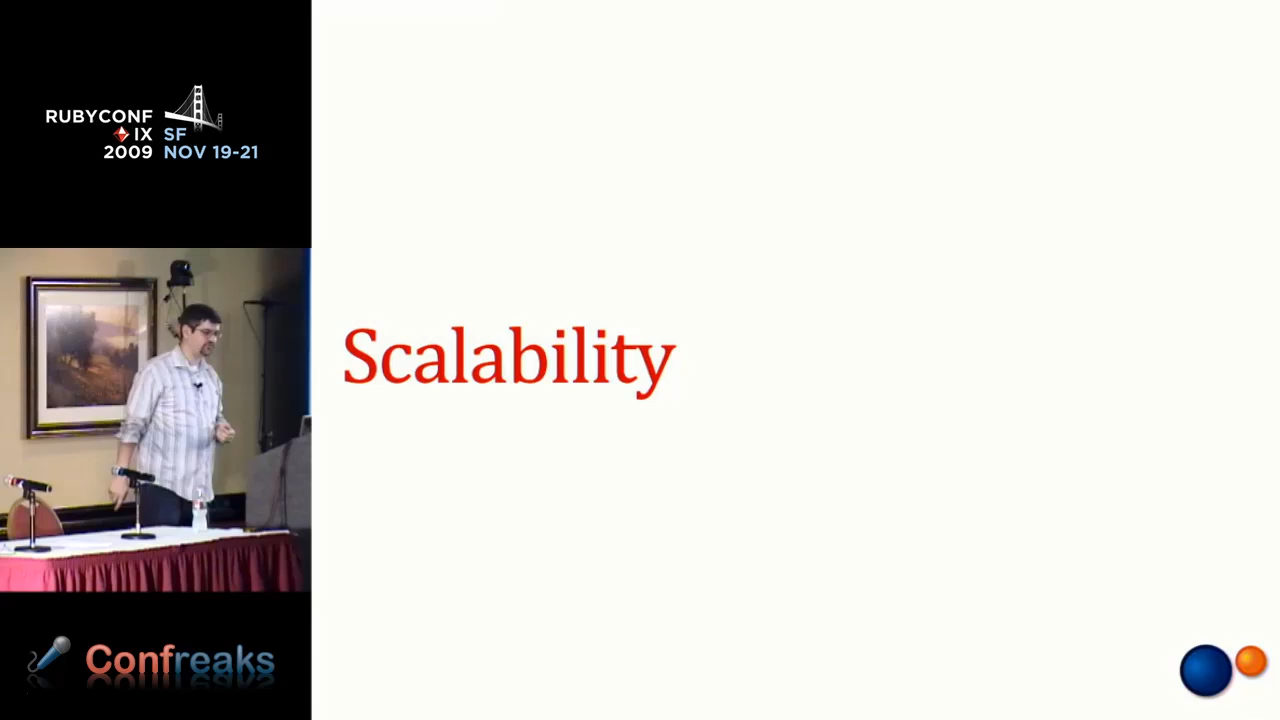 RUBYCONF
IX SF
2009 NOV 19-21
Scalability
Confreaks